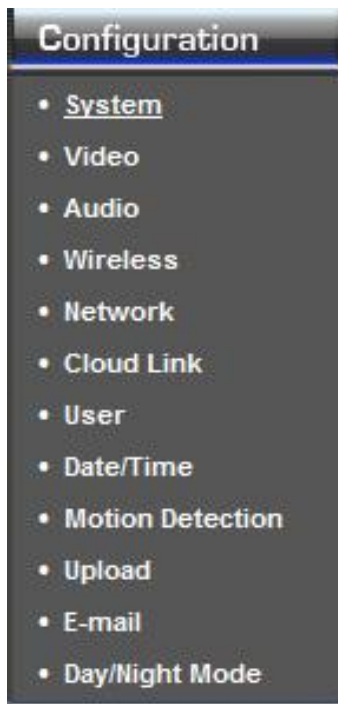 Configuration
• System
• Video
• Audio
• Wireless
• Network
• Cloud Link
• User
• Date/Time
• Motion Detection
• Upload
• E-mail
• Day/Night Mode